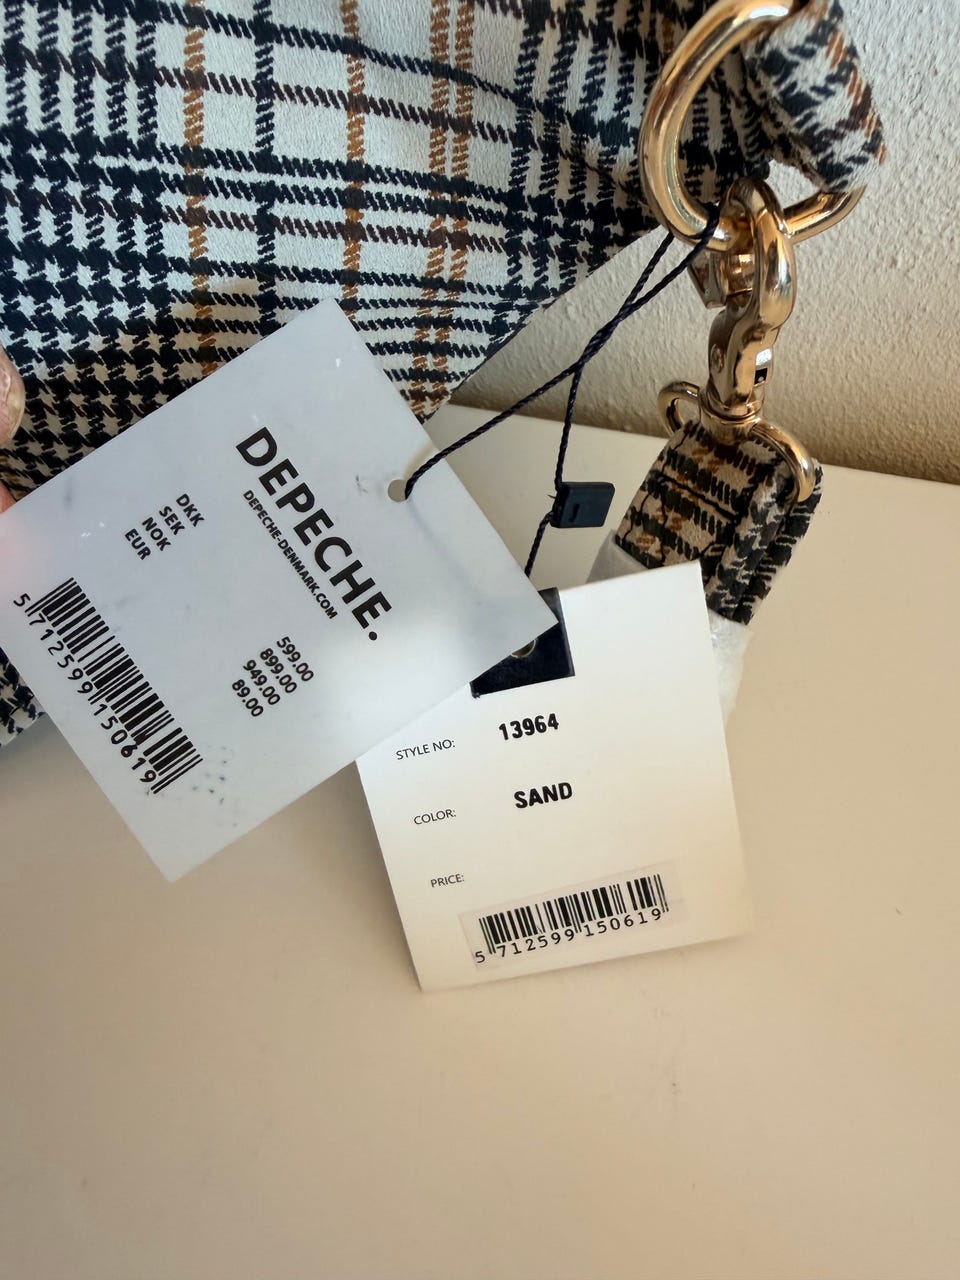 DEPECHE.
DEPECHE-DENMARK.COM
DKK 599.00
SEK 899.00
NOK 949.00
EUR 89.00
5 712599 150619
STYLE NO: 13964
COLOR: SAND
PRICE:
5 712599 150619